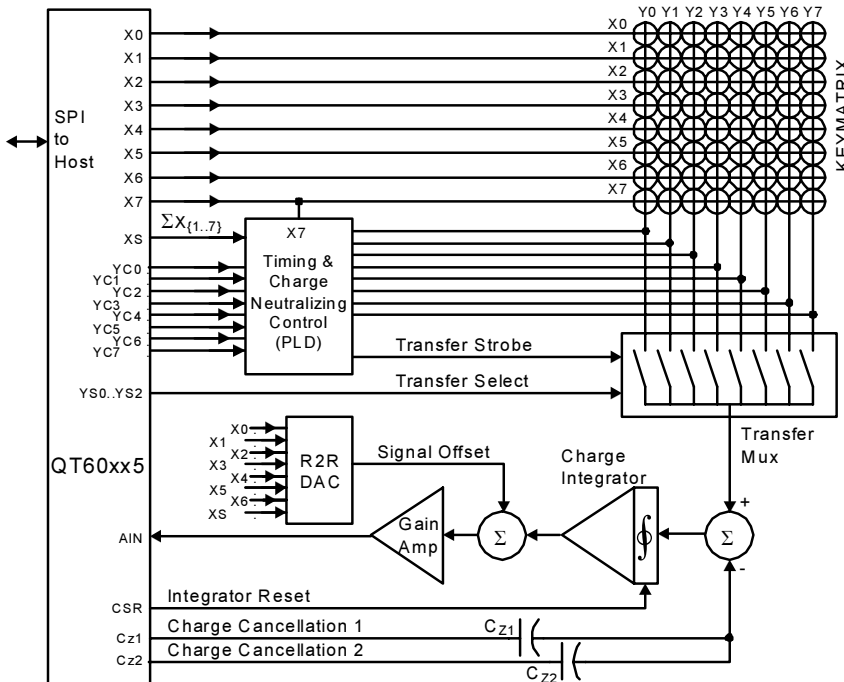 Y0 Y1 Y2 Y3 Y4 Y5 Y6 Y7
X0
X1
X2
X3
X4
X5
X6
X7
X0
X1
X2
X3
X4
X5
X6
X7
KEYMATRIX
SPI
to
Host
ΣX{1..7}
XS
YC0
YC1
YC2
YC3
YC4
YC5
YC6
YC7
X7
Timing &
Charge
Neutralizing
Control
(PLD)
Transfer Strobe
Transfer Select
YS0..YS2
Transfer
Mux
QT60xx5
X0
X1
X2
X3
X4
X5
X6
XS
R2R
DAC
Signal Offset
Charge
Integrator
Gain
Amp
Σ
∮
Σ
+
-
AIN
CSR
Integrator Reset
Cz1
Charge Cancellation 1
CZ1
Cz2
Charge Cancellation 2
CZ2